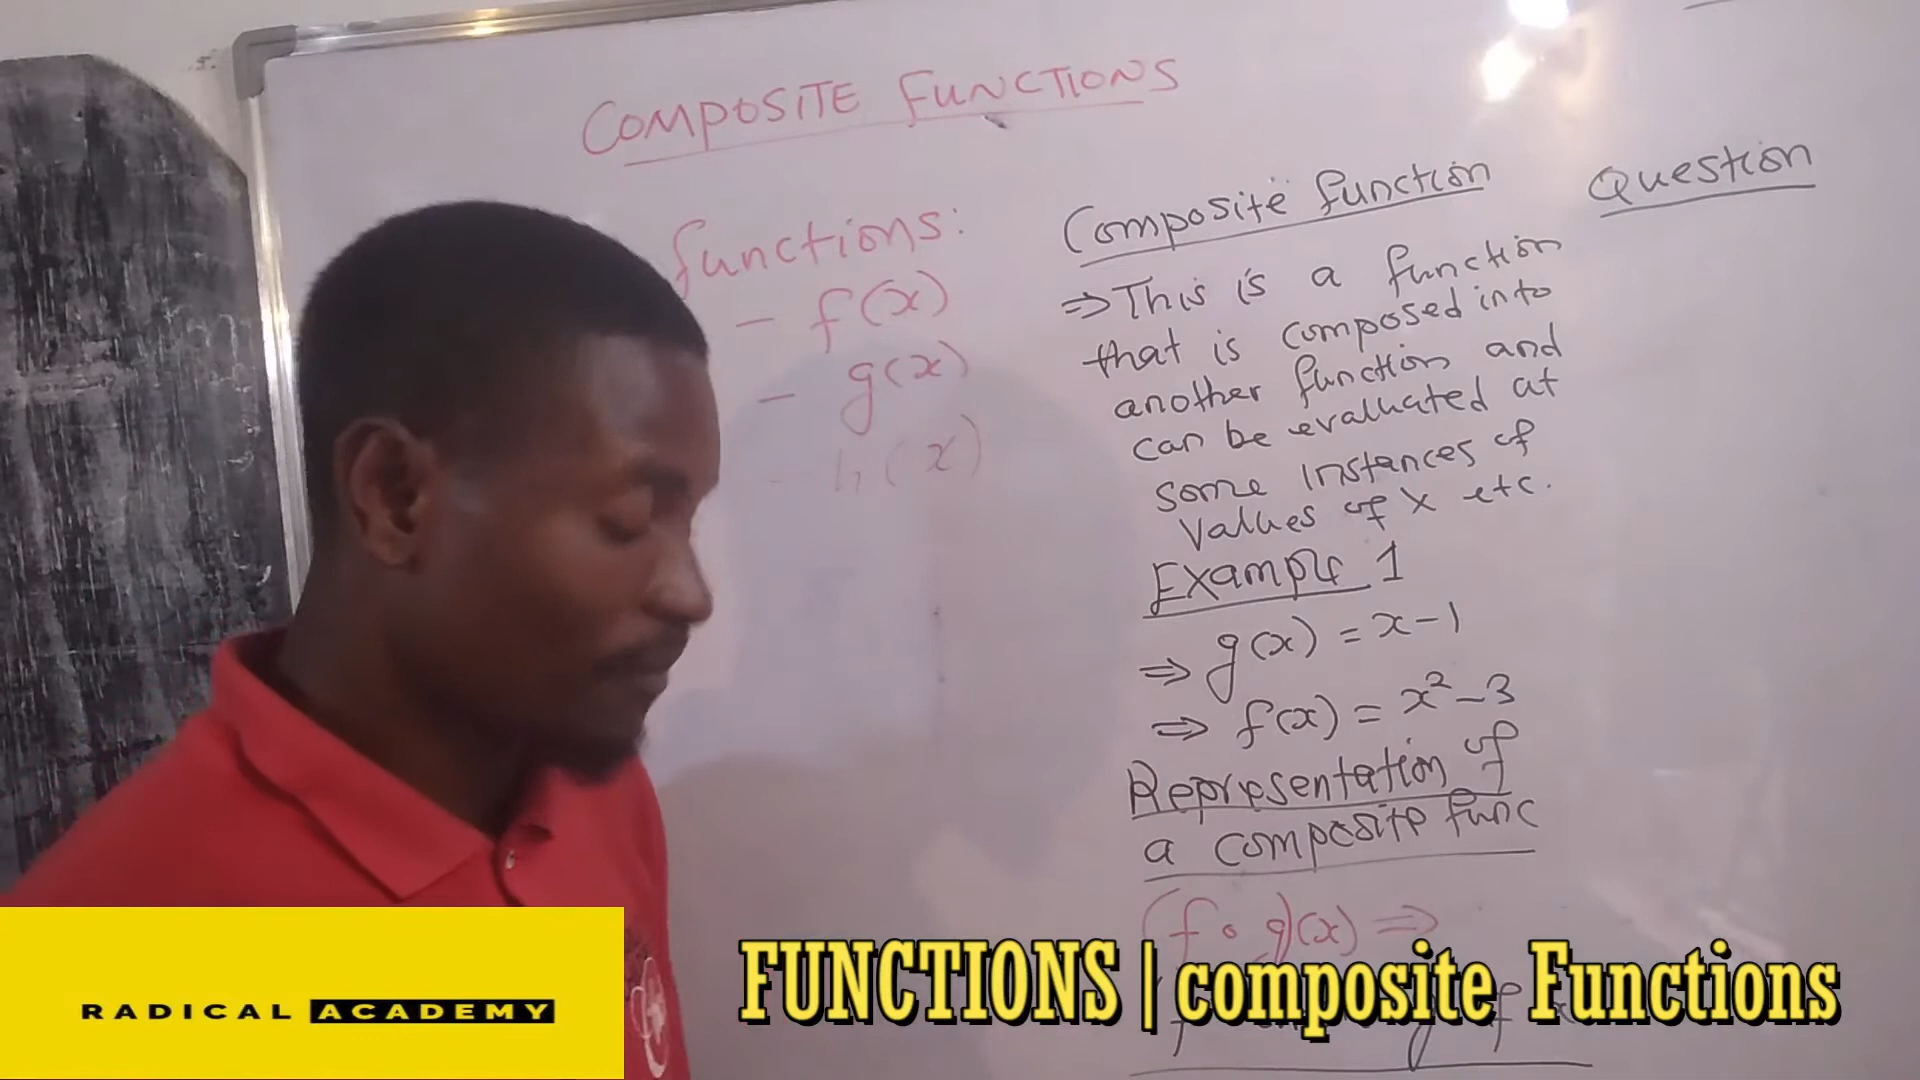 COMPOSITE FUNCTIONS
functions:
- f(x)
- g(x)
- h(x)
Composite function
⇒ This is a function
that is composed into
another function and
can be evaluated at
some instances of
values of x etc.
Example 1
⇒ g(x) = x-1
⇒ f(x) = x² - 3
Representation of
a composite func
(f ∘ g)(x) ⇒
Question
RADICAL ACADEMY
FUNCTIONS | composite Functions